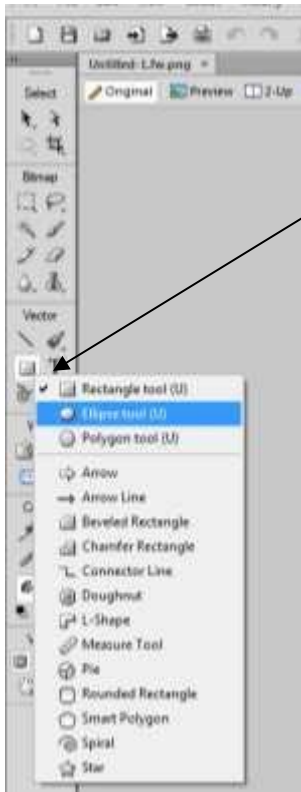 Untitled-1.fw.png
Select
Original Preview 2-Up
Bitmap
Vector
Rectangle tool (U)
Ellipse tool (U)
Polygon tool (U)
Arrow
Arrow Line
Beveled Rectangle
Chamfer Rectangle
Connector Line
Doughnut
L-Shape
Measure Tool
Pie
Rounded Rectangle
Smart Polygon
Spiral
Star